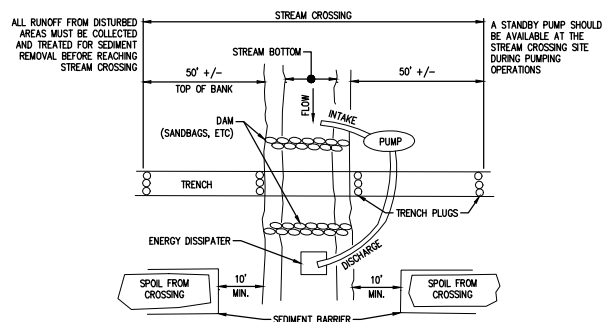 STREAM CROSSING
ALL RUNOFF FROM DISTURBED
AREAS MUST BE COLLECTED
AND TREATED FOR SEDIMENT
REMOVAL BEFORE REACHING
STREAM CROSSING
A STANDBY PUMP SHOULD
BE AVAILABLE AT THE
STREAM CROSSING SITE
DURING PUMPING
OPERATIONS
STREAM BOTTOM
50' +/-
50' +/-
TOP OF BANK
FLOW
INTAKE
DAM
(SANDBAGS, ETC)
PUMP
TRENCH
TRENCH PLUGS
ENERGY DISSIPATER
DISCHARGE
SPOIL FROM
CROSSING
10'
MIN.
10'
MIN.
SPOIL FROM
CROSSING
SEDIMENT BARRIER